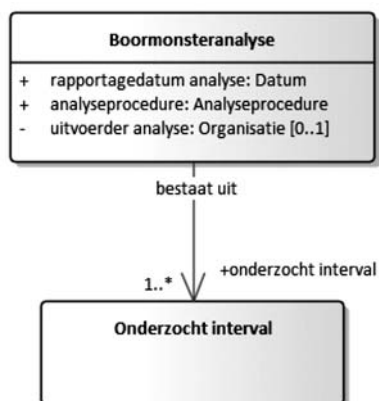 Boormonsteranalyse
+ rapportagedatum analyse: Datum
+ analyseprocedure: Analyseprocedure
- uitvoerder analyse: Organisatie [0..1]
bestaat uit
+onderzocht interval
1..*
Onderzocht interval